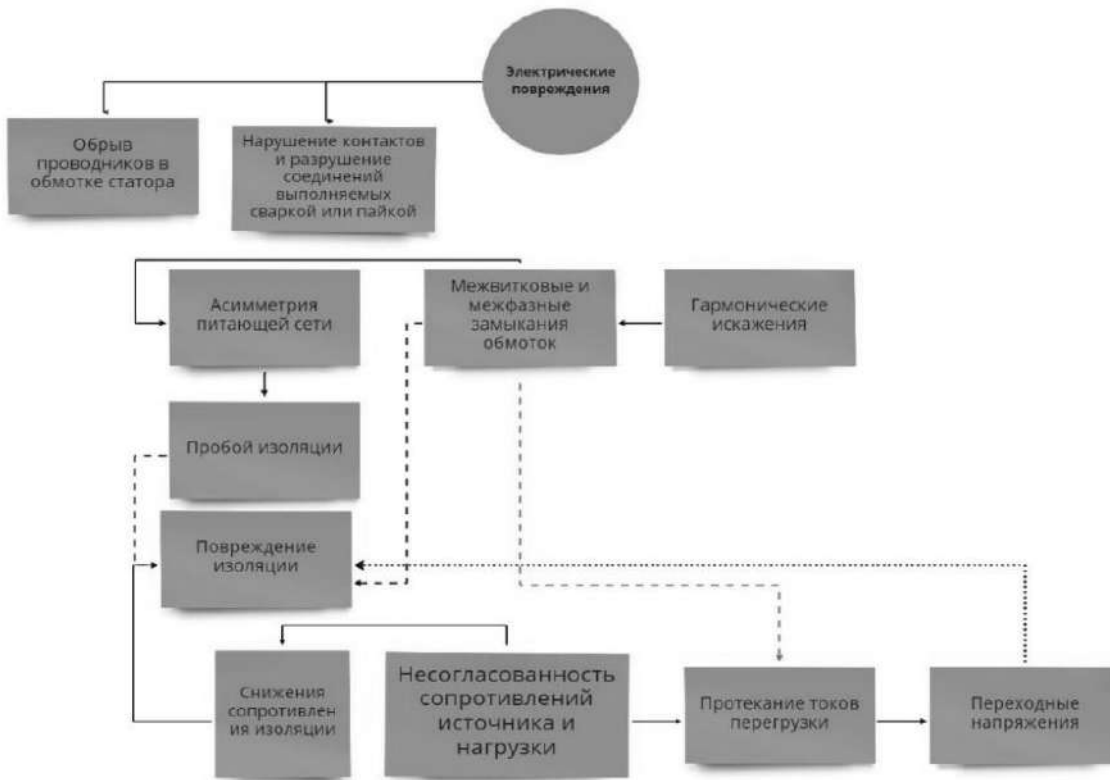 Электрические
повреждения
Обрыв
проводников в
обмотке статора
Нарушение контактов
и разрушение
соединений
выполняемых
сваркой или пайкой
Асимметрия
питающей сети
Межвитковые и
межфазные
замыкания
обмоток
Гармонические
искажения
Пробой изоляции
Повреждение
изоляции
Снижения
сопротивлен
ия изоляции
Несогласованность
сопротивлений
источника и
нагрузки
Протекание токов
перегрузки
Переходные
напряжения